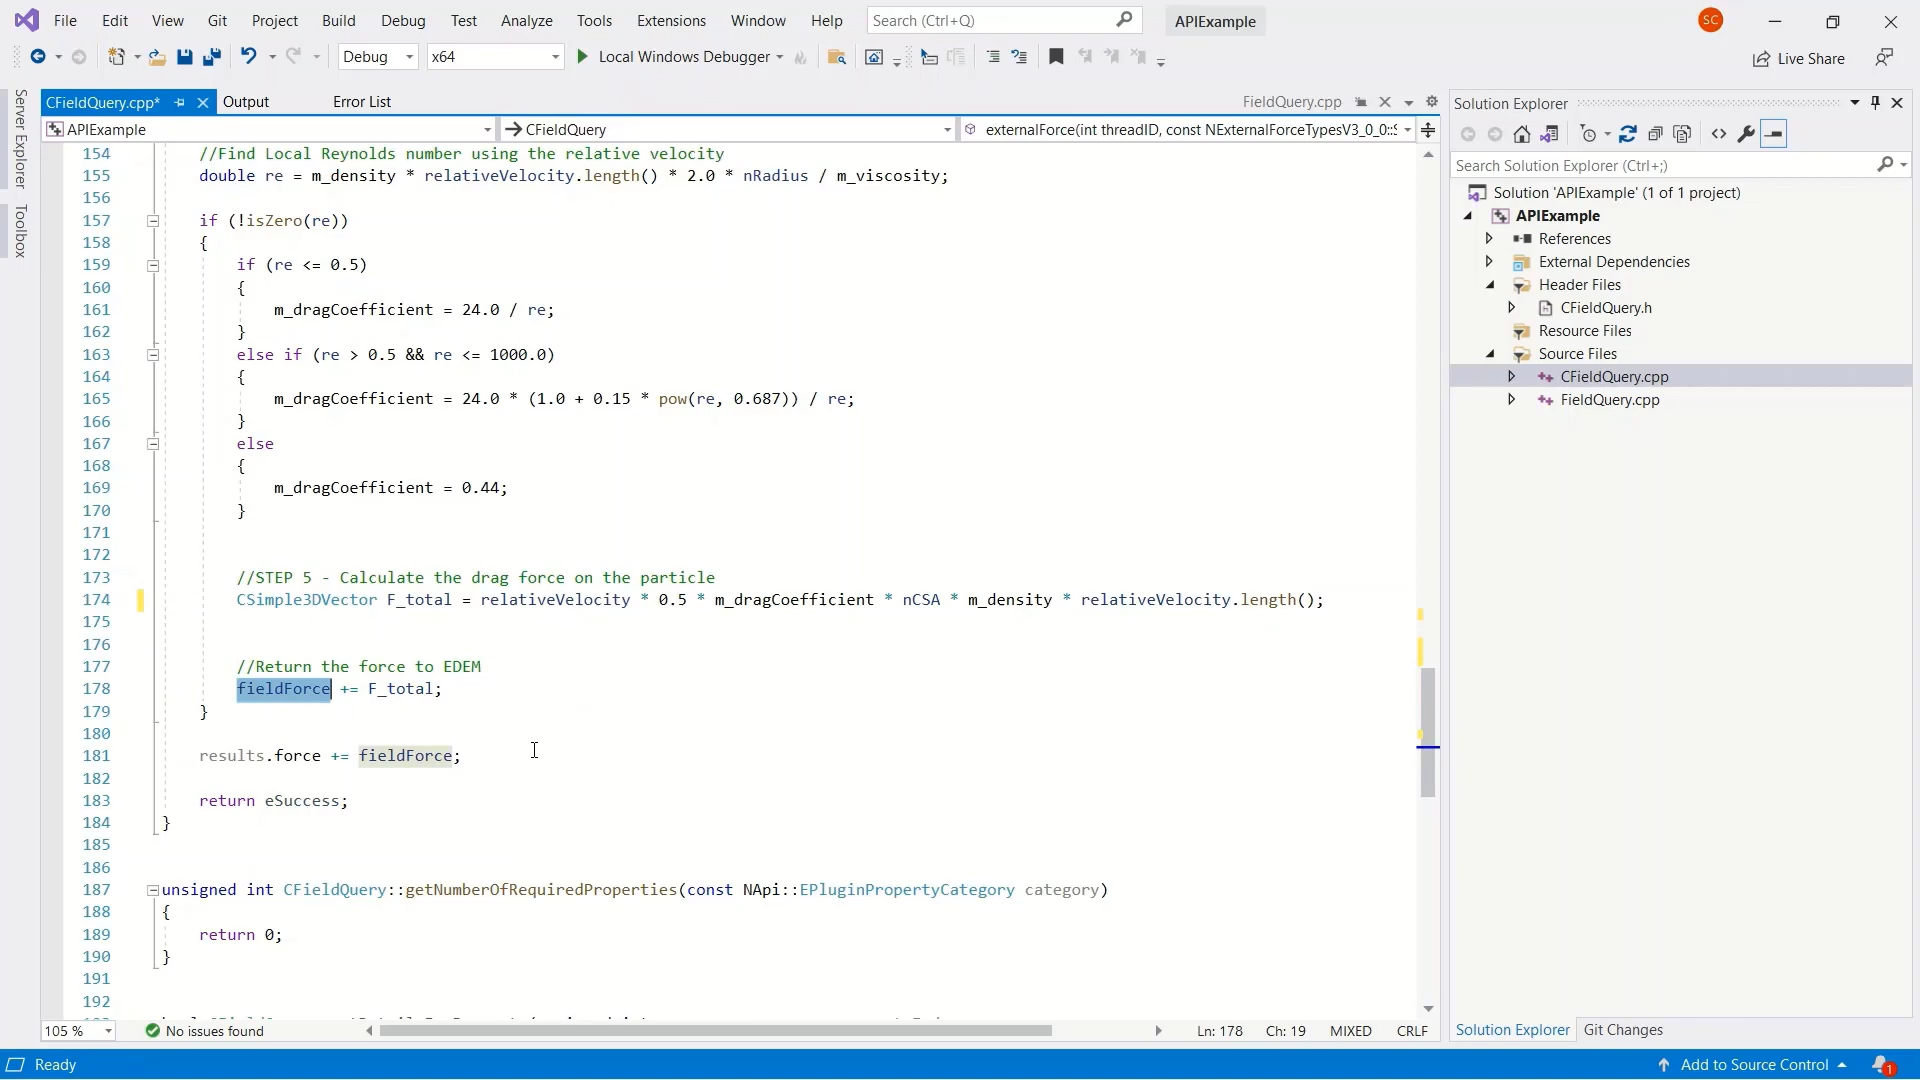 File Edit View Git Project Build Debug Test Analyze Tools Extensions Window Help Search (Ctrl+Q) APIExample SC
Debug x64 Local Windows Debugger Live Share
Server Explorer
Toolbox
CFieldQuery.cpp* Output Error List FieldQuery.cpp
APIExample CFieldQuery externalForce(int threadID, const NExternalForceTypesV3_0_0::S
154 //Find Local Reynolds number using the relative velocity
155 double re = m_density * relativeVelocity.length() * 2.0 * nRadius / m_viscosity;
156
157 if (!isZero(re))
158 {
159 if (re <= 0.5)
160 {
161 m_dragCoefficient = 24.0 / re;
162 }
163 else if (re > 0.5 && re <= 1000.0)
164 {
165 m_dragCoefficient = 24.0 * (1.0 + 0.15 * pow(re, 0.687)) / re;
166 }
167 else
168 {
169 m_dragCoefficient = 0.44;
170 }
171
172
173 //STEP 5 - Calculate the drag force on the particle
174 CSimple3DVector F_total = relativeVelocity * 0.5 * m_dragCoefficient * nCSA * m_density * relativeVelocity.length();
175
176
177 //Return the force to EDEM
178 fieldForce += F_total;
179 }
180
181 results.force += fieldForce;
182
183 return eSuccess;
184 }
185
186
187 unsigned int CFieldQuery::getNumberOfRequiredProperties(const NApi::EPluginPropertyCategory category)
188 {
189 return 0;
190 }
191
192
105 % No issues found Ln: 178 Ch: 19 MIXED CRLF
Solution Explorer
Search Solution Explorer (Ctrl+;)
Solution 'APIExample' (1 of 1 project)
APIExample
References
External Dependencies
Header Files
CFieldQuery.h
Resource Files
Source Files
CFieldQuery.cpp
FieldQuery.cpp
Solution Explorer Git Changes
Ready Add to Source Control 1